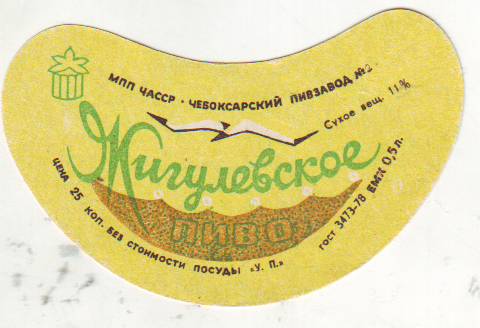 МПП ЧАССР · ЧЕБОКСАРСКИЙ ПИВЗАВОД №2
Сухое вещ. 11%
Жигулевское
ПИВО
ЦЕНА 25 КОП. БЕЗ СТОИМОСТИ ПОСУДЫ «У. П.»
ГОСТ 3473-78 ЕМК 0,5 л.